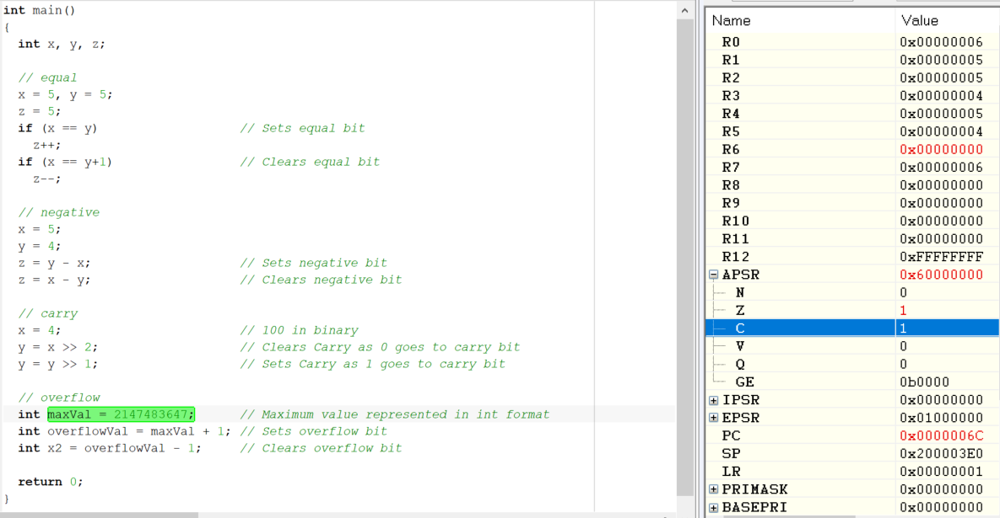 int main()
{
  int x, y, z;

  // equal
  x = 5, y = 5;
  z = 5;
  if (x == y)                   // Sets equal bit
    z++;
  if (x == y+1)                 // Clears equal bit
    z--;

  // negative
  x = 5;
  y = 4;
  z = y - x;                    // Sets negative bit
  z = x - y;                    // Clears negative bit

  // carry
  x = 4;                        // 100 in binary
  y = x >> 2;                   // Clears Carry as 0 goes to carry bit
  y = y >> 1;                   // Sets Carry as 1 goes to carry bit

  // overflow
  int maxVal = 2147483647;      // Maximum value represented in int format
  int overflowVal = maxVal + 1; // Sets overflow bit
  int x2 = overflowVal - 1;     // Clears overflow bit

  return 0;
}
Name Value
R0 0x00000006
R1 0x00000005
R2 0x00000005
R3 0x00000004
R4 0x00000005
R5 0x00000004
R6 0x00000000
R7 0x00000006
R8 0x00000000
R9 0x00000000
R10 0x00000000
R11 0x00000000
R12 0xFFFFFFFF
APSR 0x60000000
N 0
Z 1
C 1
V 0
Q 0
GE 0b0000
IPSR 0x00000000
EPSR 0x01000000
PC 0x0000006C
SP 0x200003E0
LR 0x00000001
PRIMASK 0x00000000
BASEPRI 0x00000000